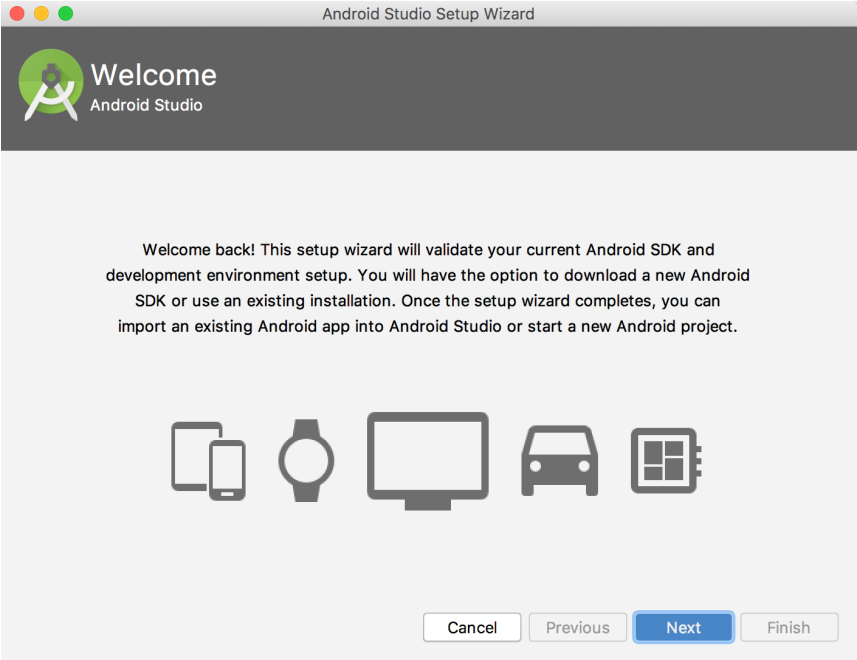 Android Studio Setup Wizard
Welcome
Android Studio
Welcome back! This setup wizard will validate your current Android SDK and
development environment setup. You will have the option to download a new Android
SDK or use an existing installation. Once the setup wizard completes, you can
import an existing Android app into Android Studio or start a new Android project.
Cancel Previous Next Finish